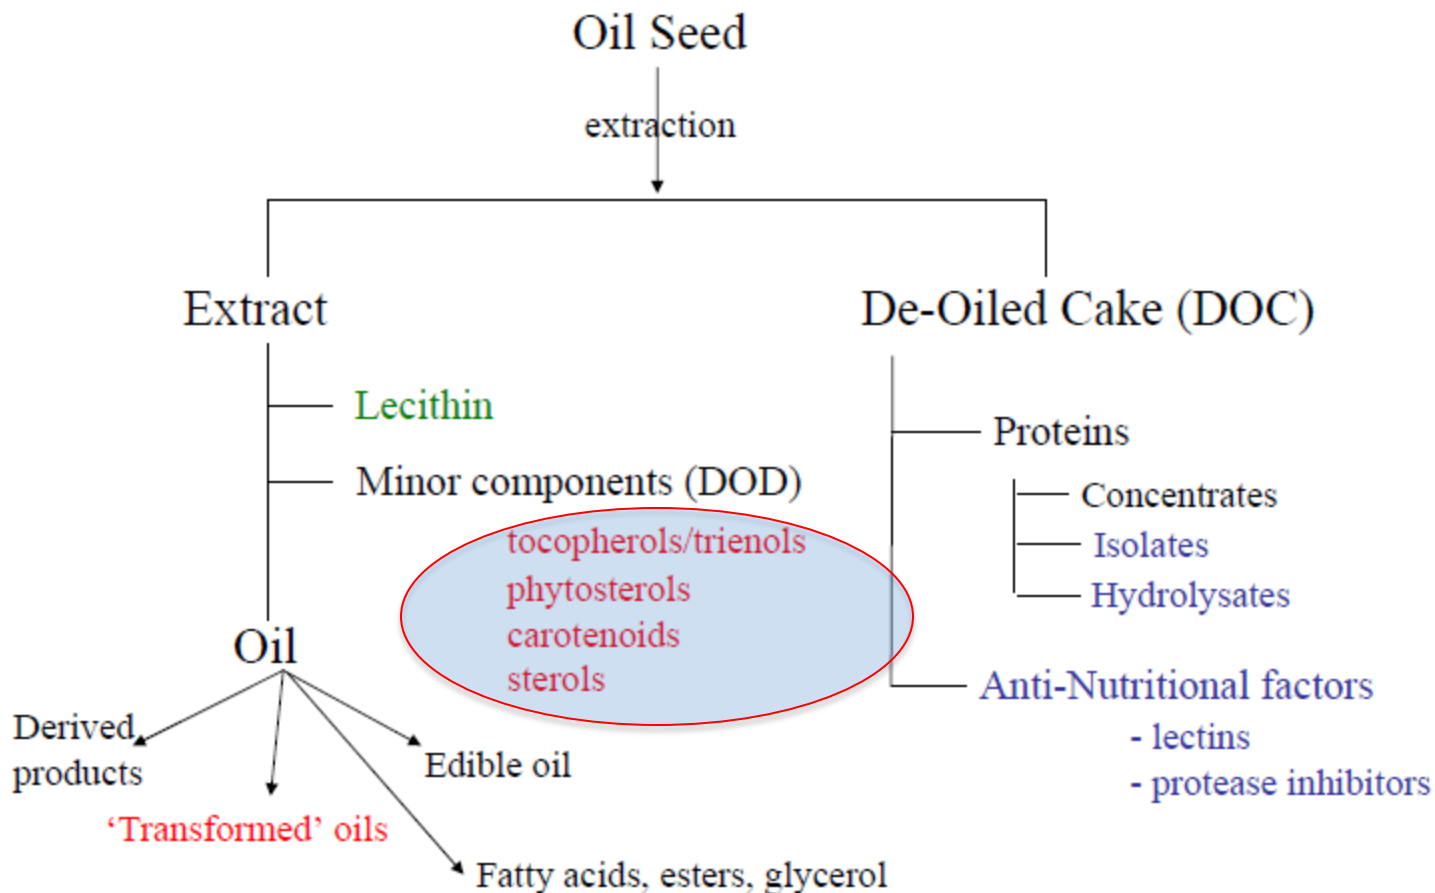 Oil Seed
extraction
Extract
De-Oiled Cake (DOC)
Lecithin
Minor components (DOD)
tocopherols/trienols
phytosterols
carotenoids
sterols
Proteins
Concentrates
Isolates
Hydrolysates
Anti-Nutritional factors
- lectins
- protease inhibitors
Oil
Derived
products
'Transformed' oils
Edible oil
Fatty acids, esters, glycerol